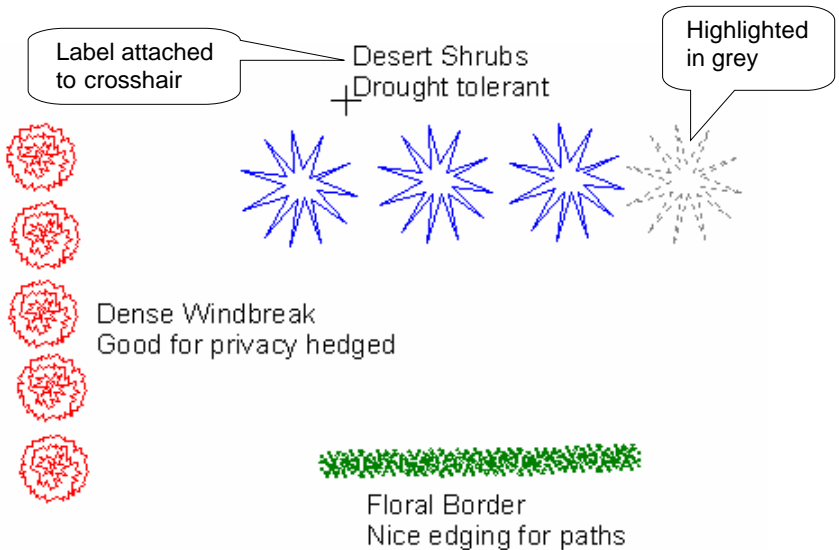 Label attached
to crosshair
Desert Shrubs
Drought tolerant
Highlighted
in grey
Dense Windbreak
Good for privacy hedged
Floral Border
Nice edging for paths